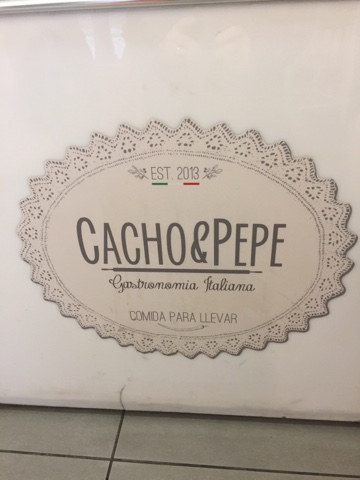 EST. 2013
CACHO&PEPE
Gastronomia Italiana
COMIDA PARA LLEVAR